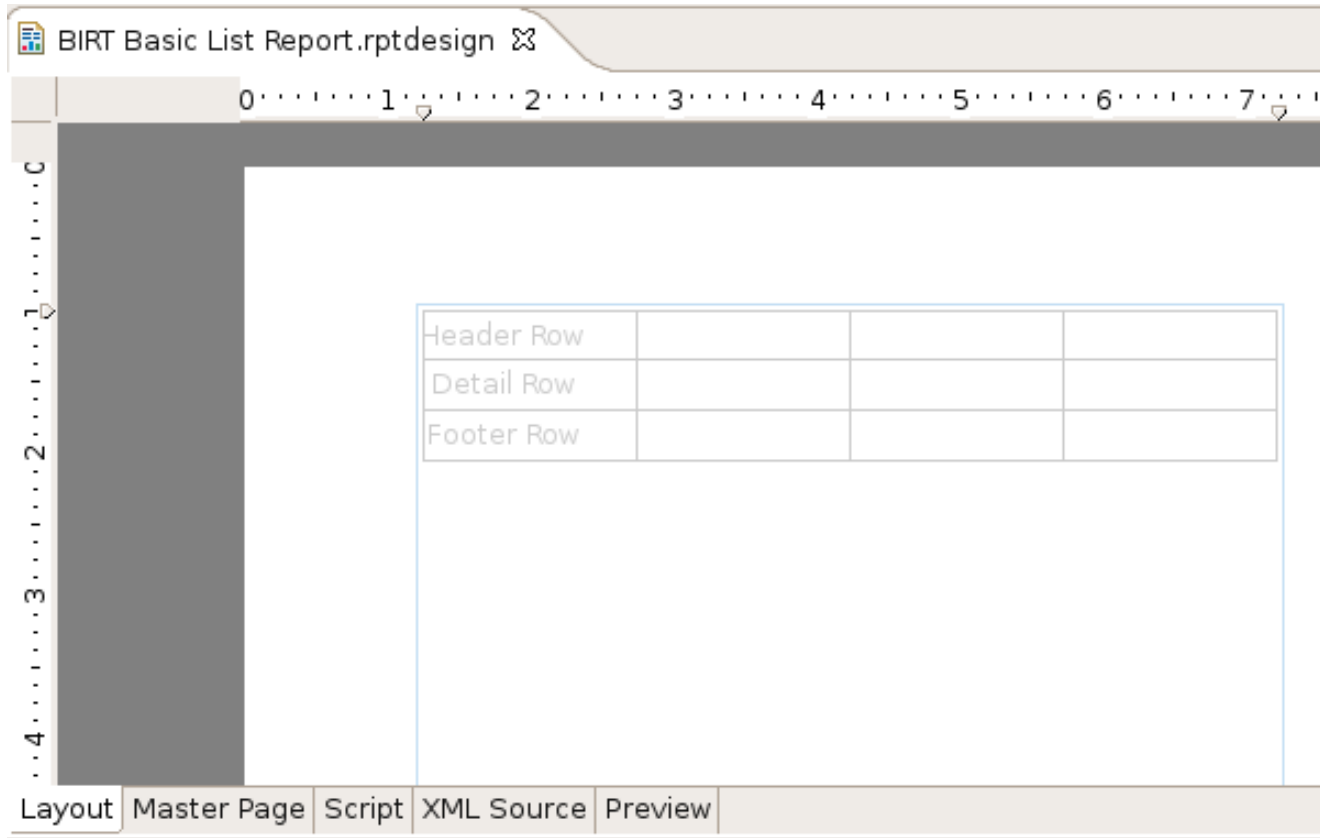 BIRT Basic List Report.rptdesign
0 1 2 3 4 5 6 7
0
1
Header Row
Detail Row
Footer Row
2
3
4
Layout Master Page Script XML Source Preview